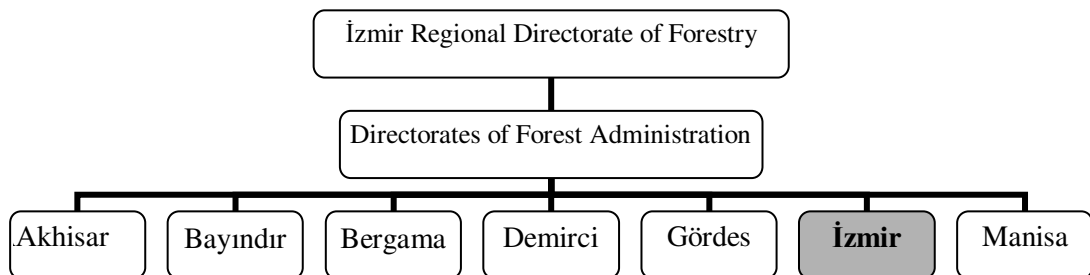 İzmir Regional Directorate of Forestry
Directorates of Forest Administration
Akhisar Bayındır Bergama Demirci Gördes İzmir Manisa